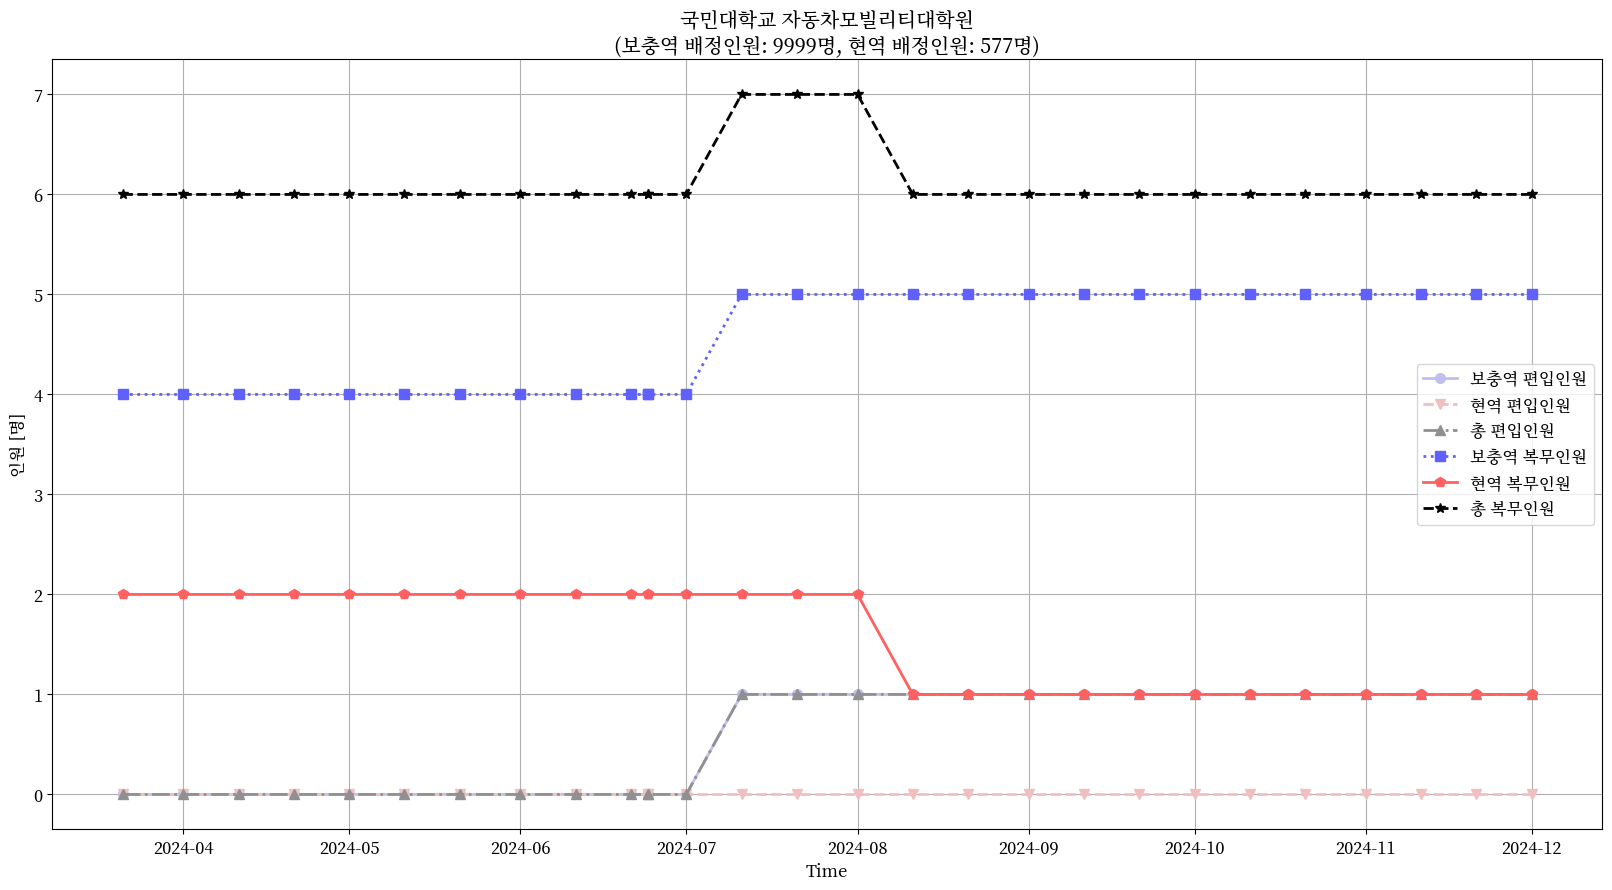 국민대학교 자동차모빌리티대학원
(보충역 배정인원: 9999명, 현역 배정인원: 577명)
인원 [명]
7
6
5
4
3
2
1
0
보충역 편입인원
현역 편입인원
총 편입인원
보충역 복무인원
현역 복무인원
총 복무인원
2024-04 2024-05 2024-06 2024-07 2024-08 2024-09 2024-10 2024-11 2024-12
Time